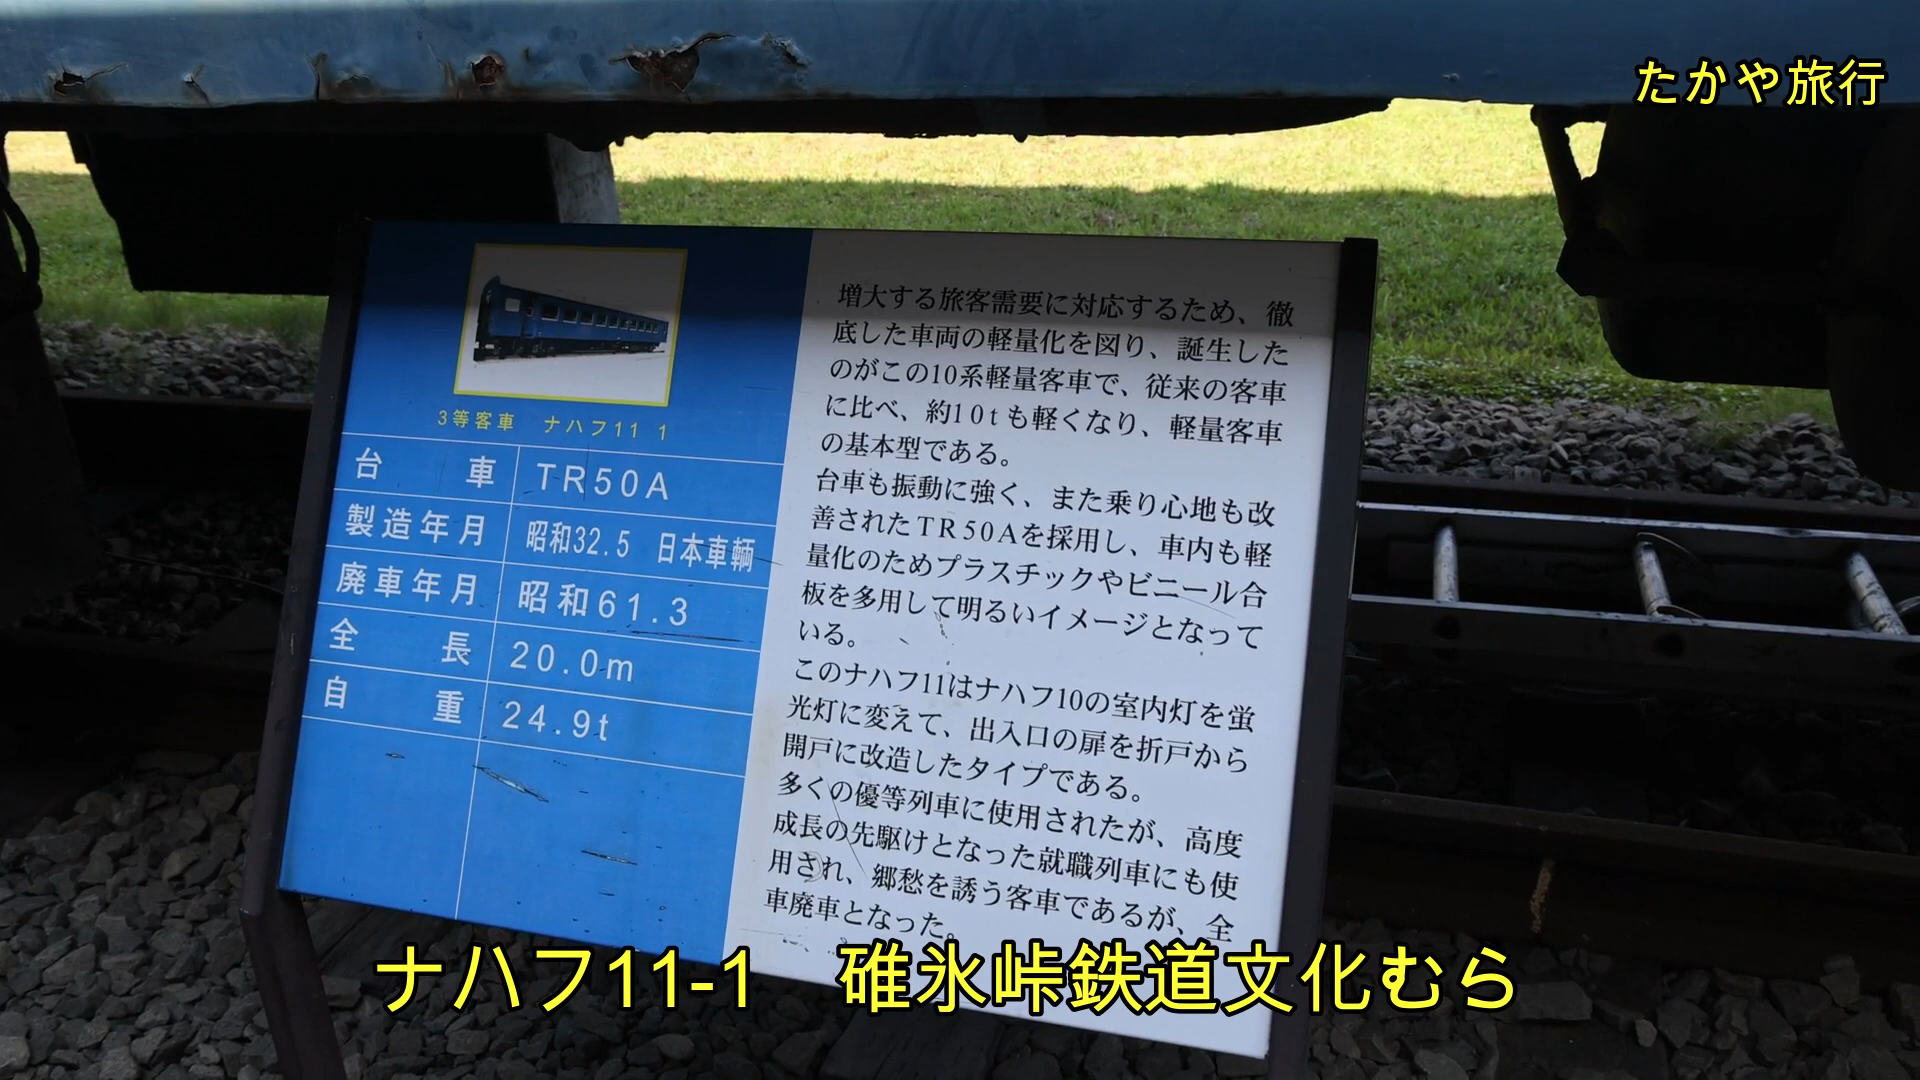 たかや旅行
3等客車　ナハフ11 1
台車　TR50A
製造年月　昭和32.5　日本車輌
廃車年月　昭和61.3
全長　20.0m
自重　24.9t
増大する旅客需要に対応するため、徹
底した車両の軽量化を図り、誕生した
のがこの10系軽量客車で、従来の客車
に比べ、約10tも軽くなり、軽量客車
の基本型である。
台車も振動に強く、また乗り心地も改
善されたTR50Aを採用し、車内も軽
量化のためプラスチックやビニール合
板を多用して明るいイメージとなって
いる。
このナハフ11はナハフ10の室内灯を蛍
光灯に変えて、出入口の扉を折戸から
開戸に改造したタイプである。
多くの優等列車に使用されたが、高度
成長の先駆けとなった就職列車にも使
用され、郷愁を誘う客車であるが、全
車廃車となった。
ナハフ11-1　碓氷峠鉄道文化むら